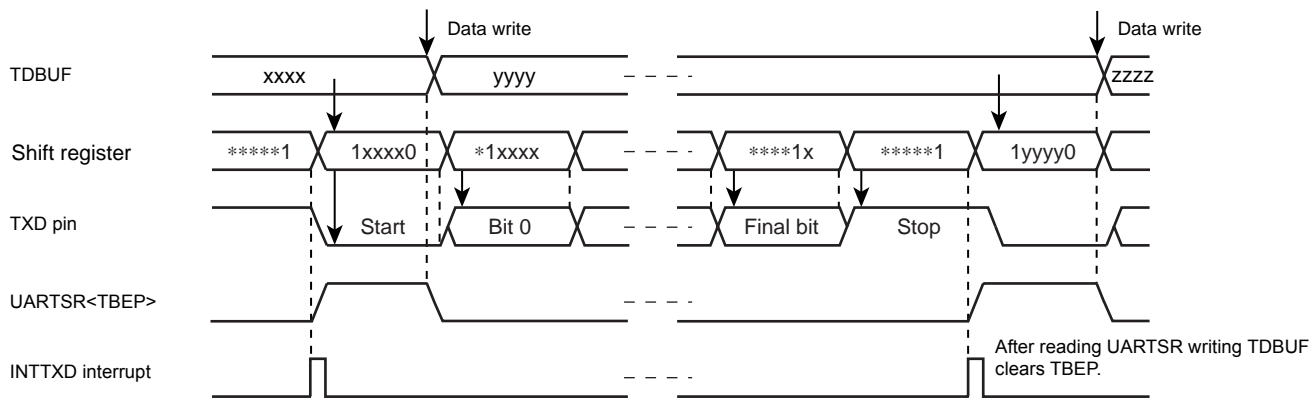 Data write
Data write
TDBUF
xxxx
yyyy
zzzz
Shift register
*****1
1xxxx0
*1xxxx
****1x
*****1
1yyyy0
TXD pin
Start
Bit 0
Final bit
Stop
UARTSR<TBEP>
INTTXD interrupt
After reading UARTSR writing TDBUF
clears TBEP.